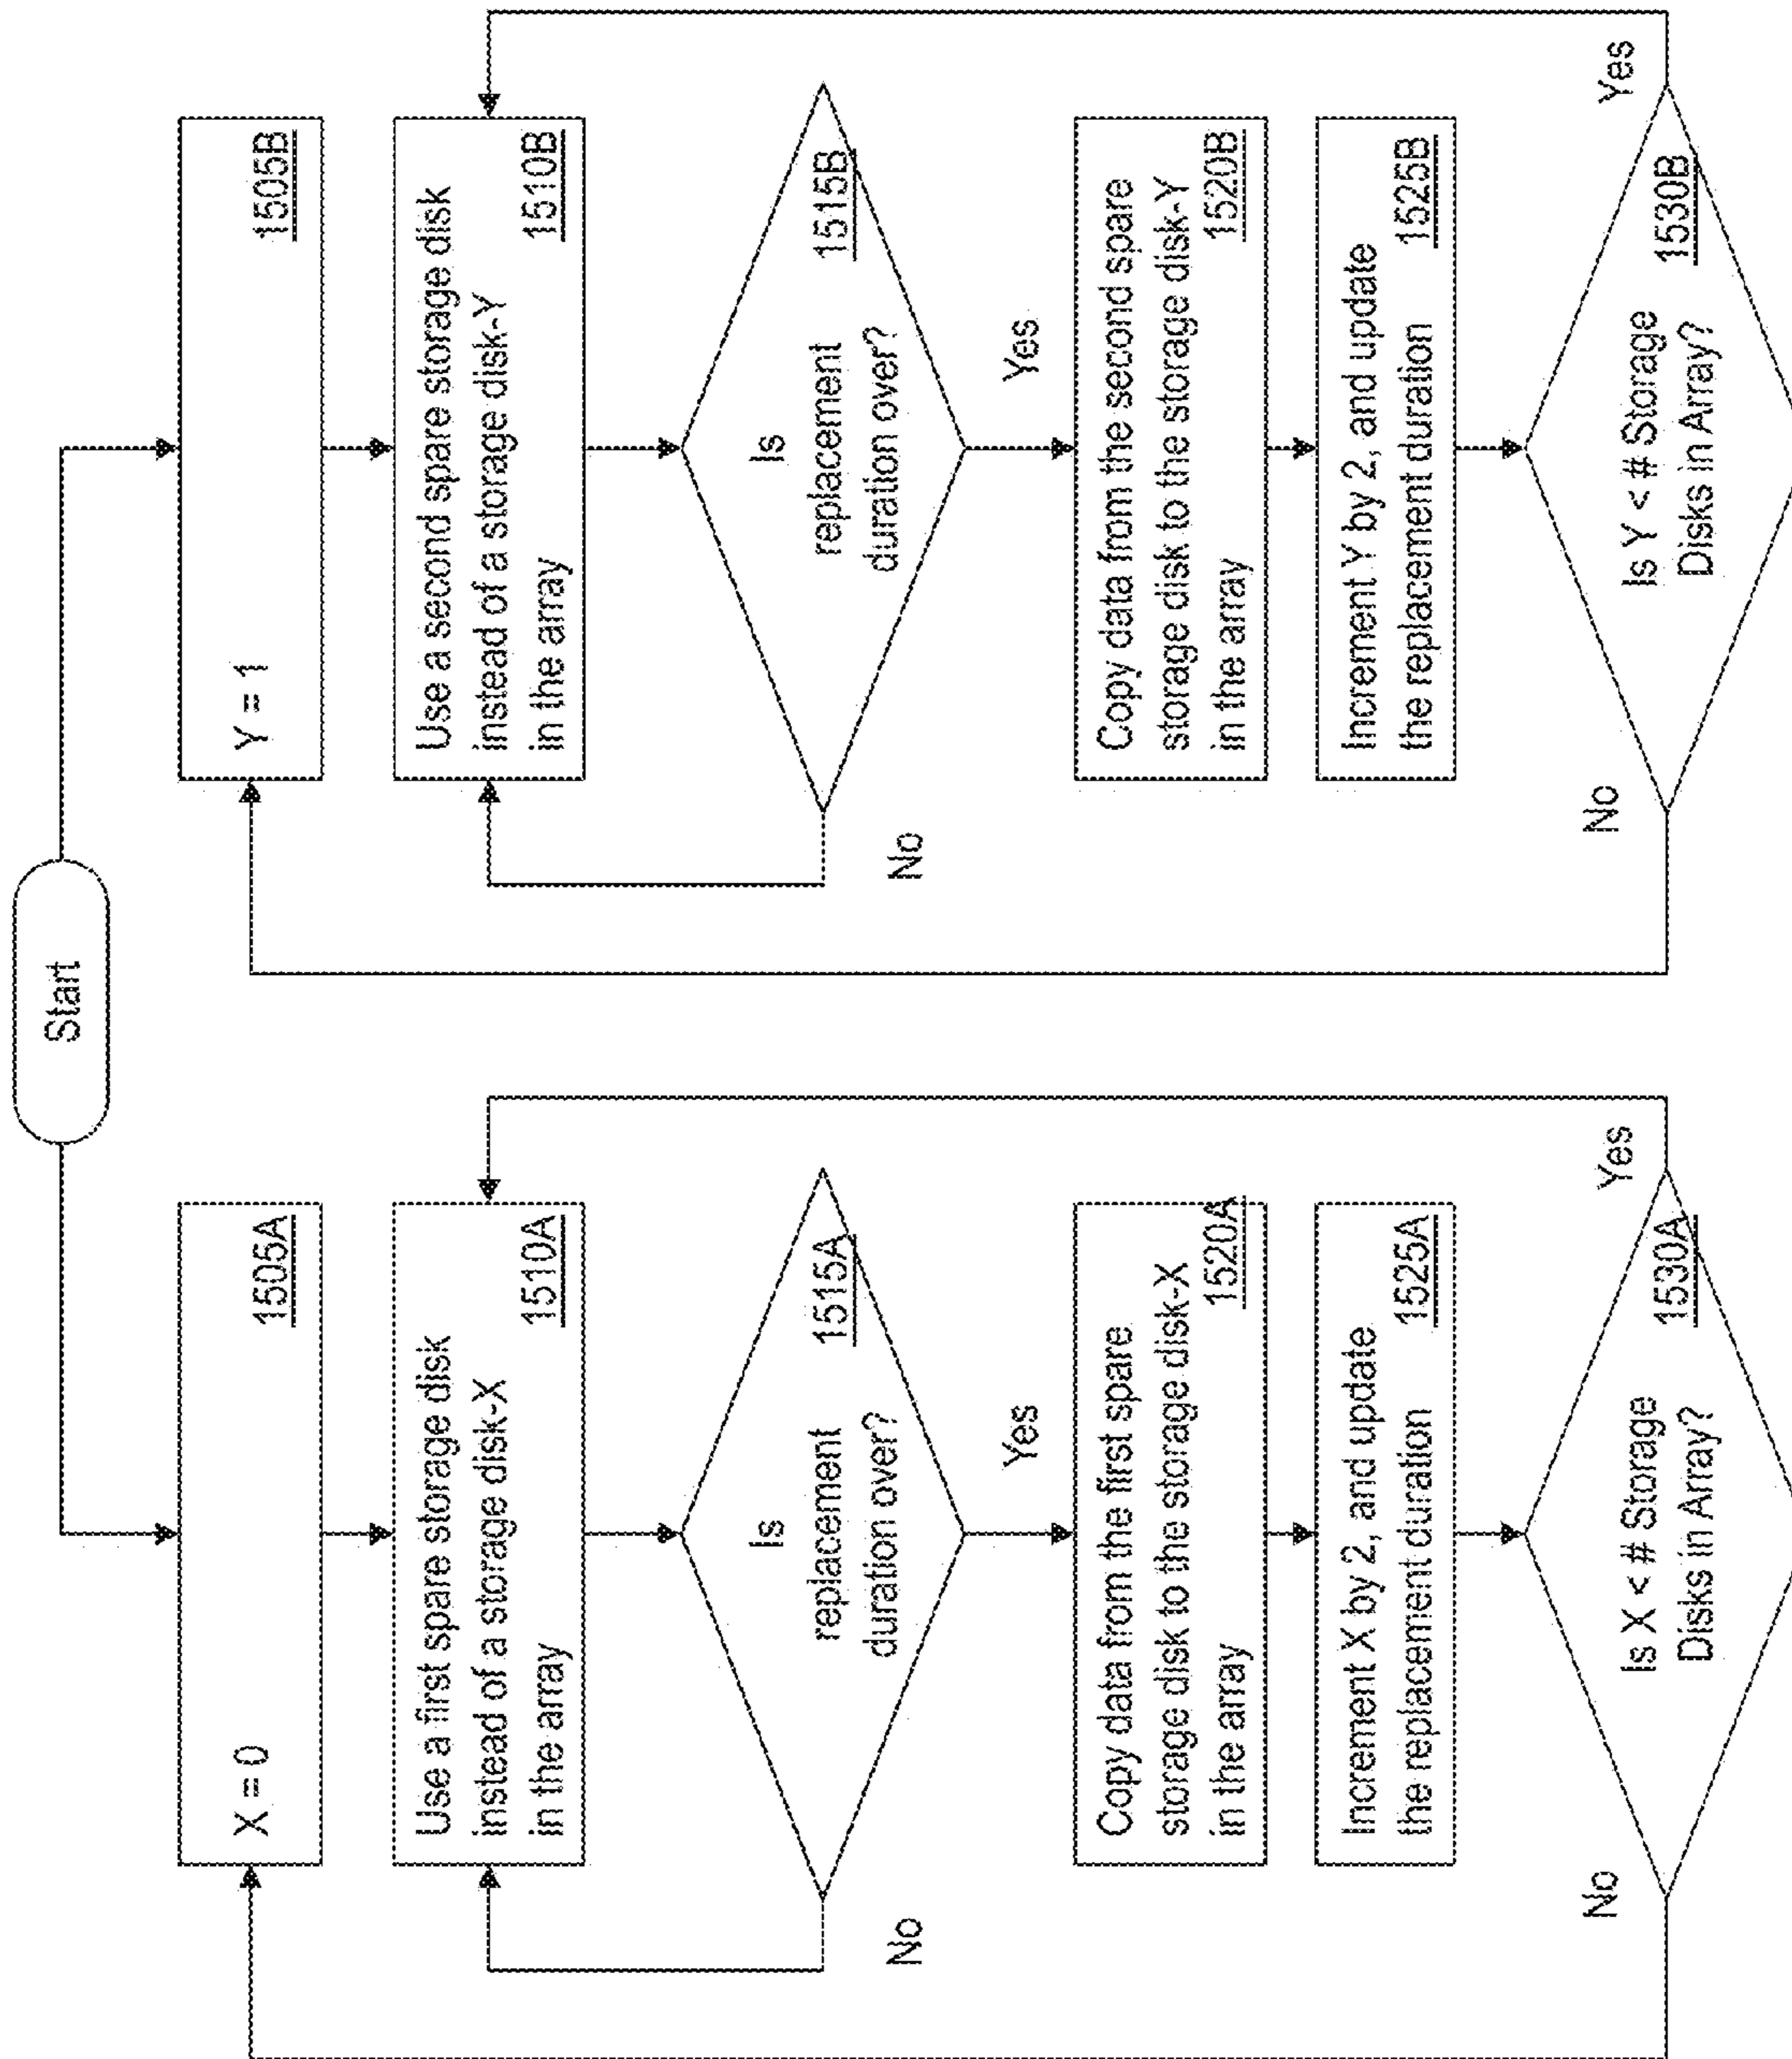 Start
X = 0
1505A
Use a first spare storage disk
instead of a storage disk-X
in the array
1510A
Is
replacement
duration over?
1515A
No
Yes
Copy data from the first spare
storage disk to the storage disk-X
in the array
1520A
Increment X by 2, and update
the replacement duration
1525A
Is X < # Storage
Disks in Array?
1530A
No
Yes
Y = 1
1505B
Use a second spare storage disk
instead of a storage disk-Y
in the array
1510B
Is
replacement
duration over?
1515B
No
Yes
Copy data from the second spare
storage disk to the storage disk-Y
in the array
1520B
Increment Y by 2, and update
the replacement duration
1525B
Is Y < # Storage
Disks in Array?
1530B
No
Yes